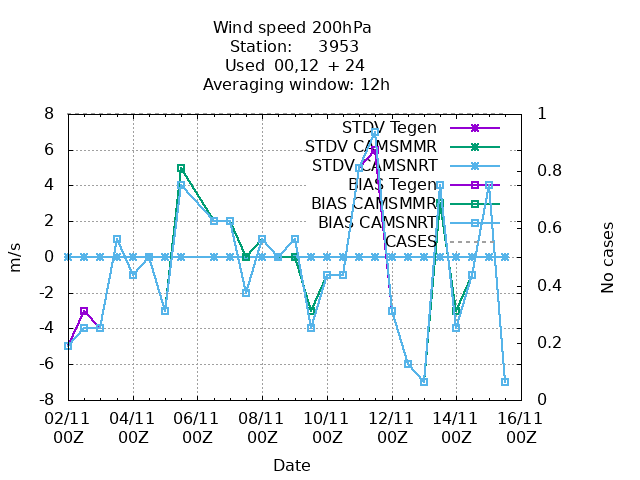 Wind speed 200hPa
Station: 3953
Used 00,12 + 24
Averaging window: 12h
8 1
STDV Tegen
6
STDV CAMSMMR
STDV CAMSNRT
0.8
4
BIAS Tegen
BIAS CAMSMMR
2 0.6
BIAS CAMSNRT
CASES
0
m/s
No cases
-2 0.4
-4
0.2
-6
-8 0
02/11 04/11 06/11 08/11 10/11 12/11 14/11 16/11
00Z 00Z 00Z 00Z 00Z 00Z 00Z 00Z
Date